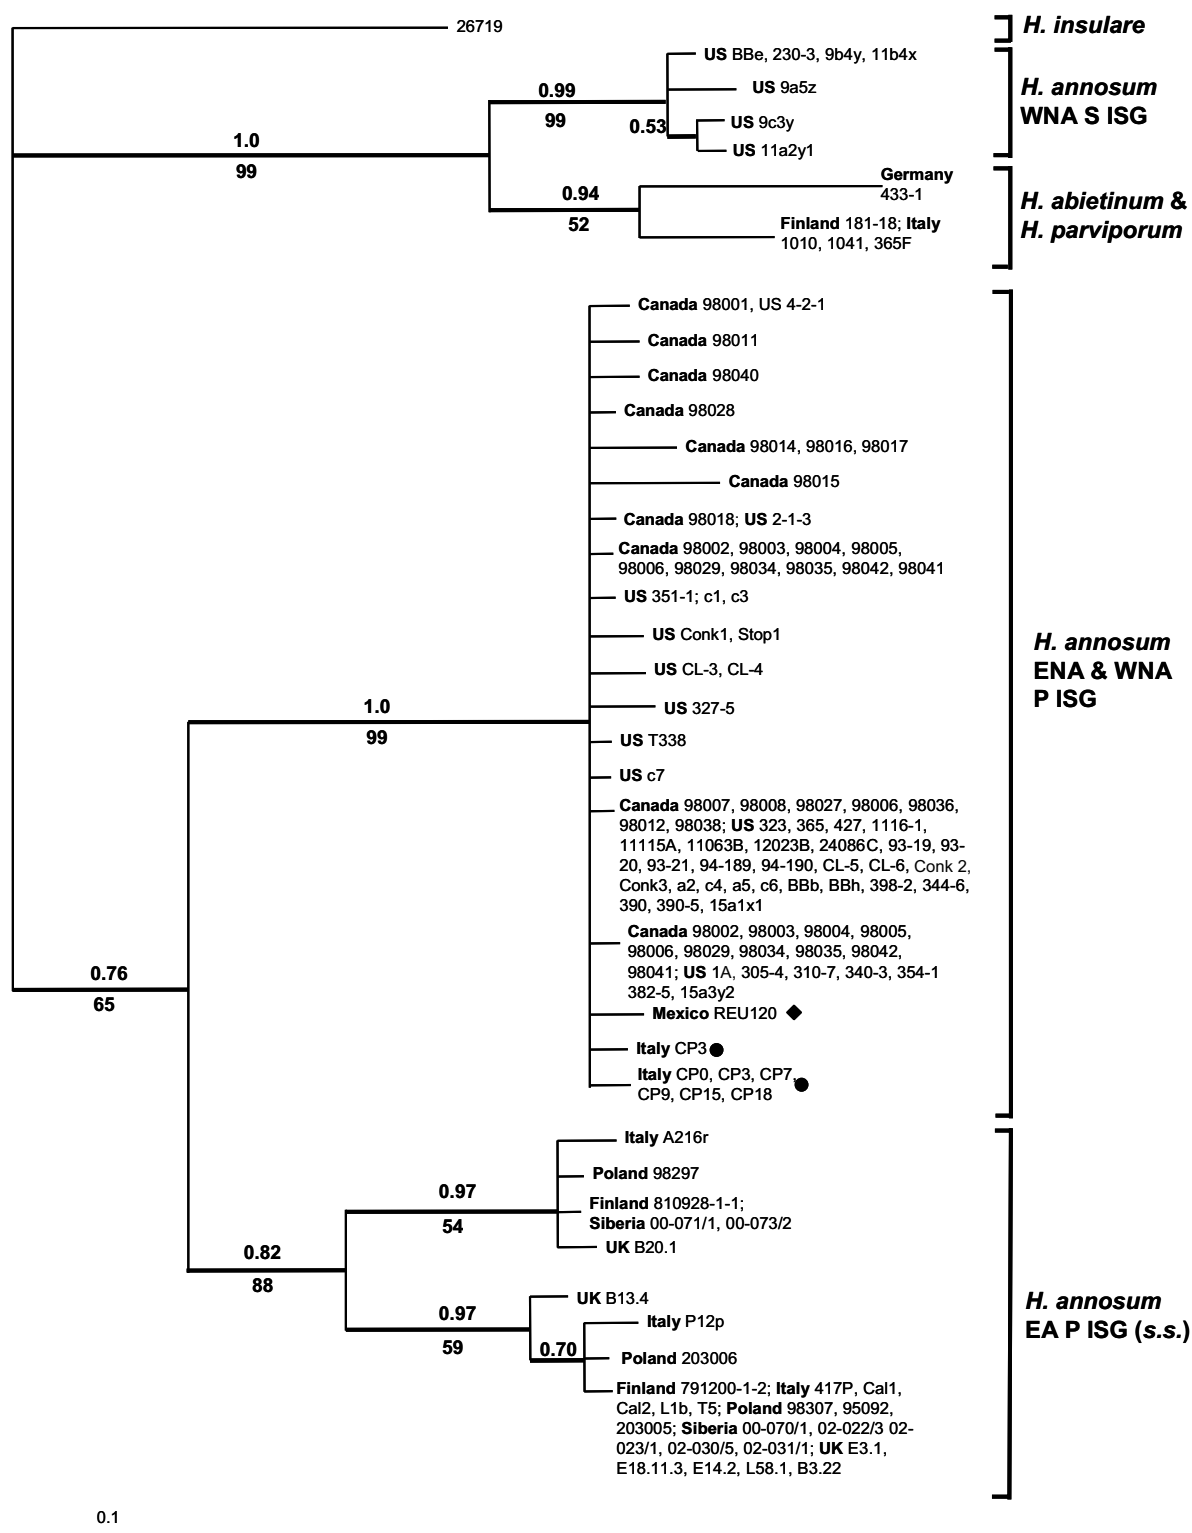 26719
H. insulare
US BBe, 230-3, 9b4y, 11b4x
0.99
US 9a5z
H. annosum
WNA S ISG
99
0.53
US 9c3y
1.0
US 11a2y1
99
Germany
433-1
0.94
H. abietinum &
H. parviporum
52
Finland 181-18; Italy
1010, 1041, 365F
Canada 98001, US 4-2-1
Canada 98011
Canada 98040
Canada 98028
Canada 98014, 98016, 98017
Canada 98015
Canada 98018; US 2-1-3
Canada 98002, 98003, 98004, 98005,
98006, 98029, 98034, 98035, 98042, 98041
US 351-1; c1, c3
US Conk1, Stop1
H. annosum
ENA & WNA
P ISG
US CL-3, CL-4
1.0
US 327-5
99
US T338
US c7
Canada 98007, 98008, 98027, 98006, 98036,
98012, 98038; US 323, 365, 427, 1116-1,
11115A, 11063B, 12023B, 24086C, 93-19, 93-
20, 93-21, 94-189, 94-190, CL-5, CL-6, Conk 2,
Conk3, a2, c4, a5, c6, BBb, BBh, 398-2, 344-6,
390, 390-5, 15a1x1
Canada 98002, 98003, 98004, 98005,
98006, 98029, 98034, 98035, 98042,
98041; US 1A, 305-4, 310-7, 340-3, 354-1
382-5, 15a3y2
0.76
65
Mexico REU120
Italy CP3
Italy CP0, CP3, CP7,
CP9, CP15, CP18
Italy A216r
Poland 98297
0.97
54
Finland 810928-1-1;
Siberia 00-071/1, 00-073/2
UK B20.1
0.82
88
UK B13.4
0.97
59
Italy P12p
H. annosum
EA P ISG (s.s.)
0.70
Poland 203006
Finland 791200-1-2; Italy 417P, Cal1,
Cal2, L1b, T5; Poland 98307, 95092,
203005; Siberia 00-070/1, 02-022/3 02-
023/1, 02-030/5, 02-031/1; UK E3.1,
E18.11.3, E14.2, L58.1, B3.22
0.1